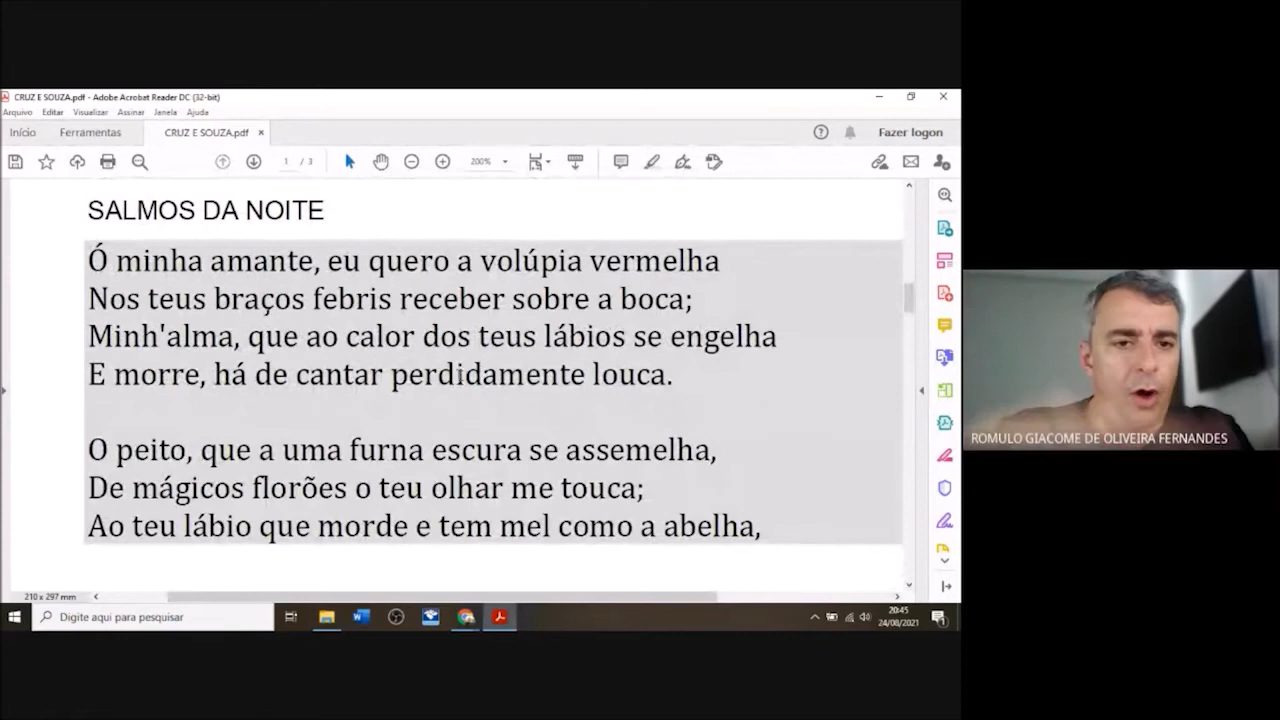 CRUZ E SOUZA.pdf - Adobe Acrobat Reader DC (32-bit)
Arquivo Editar Visualizar Assinar Janela Ajuda
Início Ferramentas CRUZ E SOUZA.pdf × Fazer logon
1 / 3 200%
SALMOS DA NOITE
Ó minha amante, eu quero a volúpia vermelha
Nos teus braços febris receber sobre a boca;
Minh'alma, que ao calor dos teus lábios se engelha
E morre, há de cantar perdidamente louca.
O peito, que a uma furna escura se assemelha,
De mágicos florões o teu olhar me touca;
Ao teu lábio que morde e tem mel como a abelha,
ROMULO GIACOME DE OLIVEIRA FERNANDES
210 x 297 mm
Digite aqui para pesquisar
20:45
24/08/2021